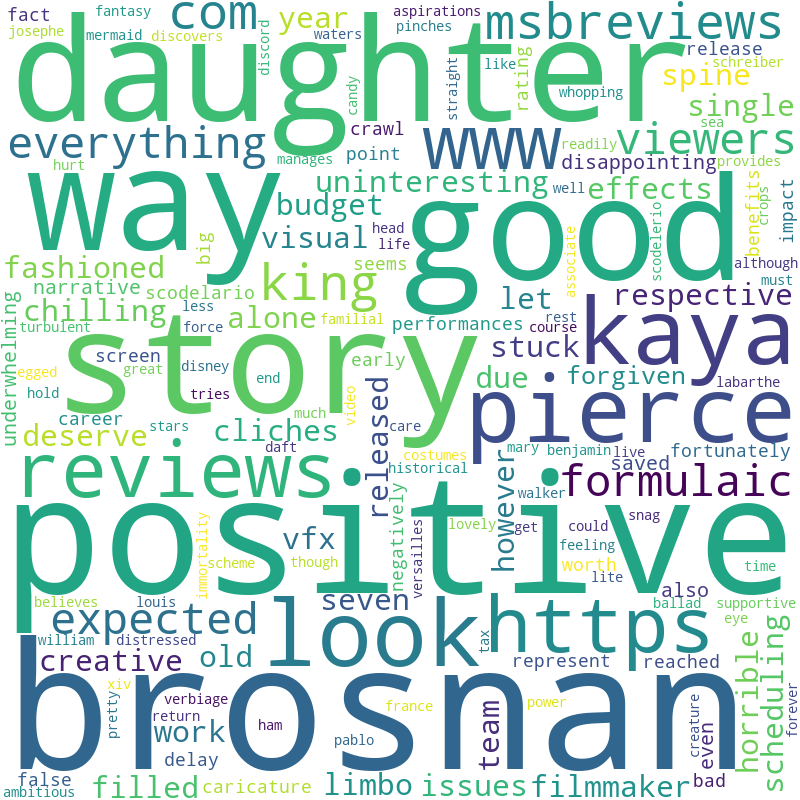 fact
aspirations
josephe
fantasy
com
year
msbreviews
mermaid
discovers
waters
pinches
release
daughter
discord
candy
straight
like
rating
spine
schreiber
whopping
single
everything
crawl
www
sea
readily
viewers
hurt
manages
point
disappointing
provides
way
uninteresting
well
effects
benefits
crops
impact
good
budget
visual
head
life
big
fashioned
seems
associate
scodelerio
although
must
narrative
scodelario
king
let
respective
chilling
less
alone
familial
rest
turbulent
force
performances
course
kaya
underwhelming
story
screen
great
disney
early
stuck
egged
tries
due
forgiven
labarthe
hold
end
video
pierce
career
much
deserve
stars
cliches
care
released
daft
costumes
mary
benjamin
live
fortunately
reviews
historical
saved
formulaic
however
walker
negatively
versailles
lovely
get
could
snag
positive
vfx
immortality
scheme
though
feeling
worth
time
lite
believes
louis
seven
also
ballad
supportive
expected
look
https
eye
william
distressed
tax
creative
old
represent
reached
horrible
scheduling
brosnan
xiv
verbiage
pretty
return
ham
france
power
work
team
creature
even
forever
pablo
delay
false
ambitious
filled
caricature
limbo
issues
filmmaker
bad